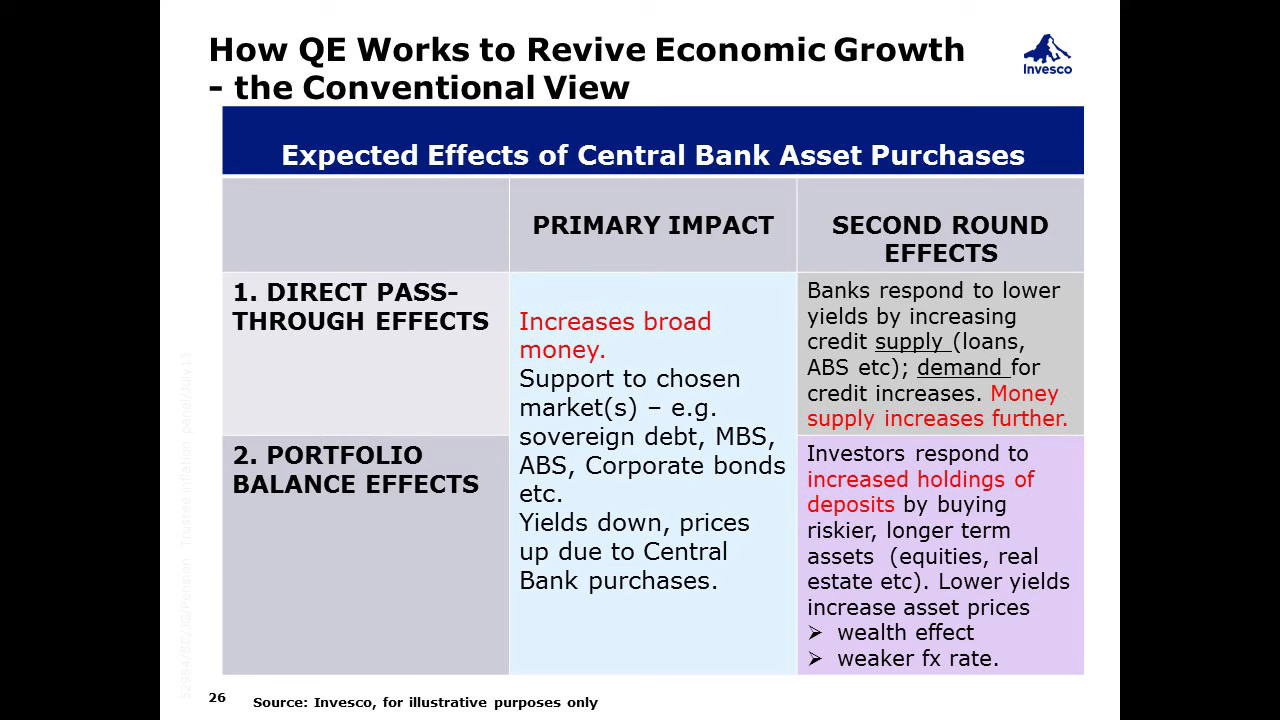 How QE Works to Revive Economic Growth
- the Conventional View
Invesco
Expected Effects of Central Bank Asset Purchases
PRIMARY IMPACT
SECOND ROUND
EFFECTS
1. DIRECT PASS-
THROUGH EFFECTS
Increases broad
money.
Support to chosen
market(s) – e.g.
sovereign debt, MBS,
ABS, Corporate bonds
etc.
Yields down, prices
up due to Central
Bank purchases.
Banks respond to lower
yields by increasing
credit supply (loans,
ABS etc); demand for
credit increases. Money
supply increases further.
2. PORTFOLIO
BALANCE EFFECTS
Investors respond to
increased holdings of
deposits by buying
riskier, longer term
assets (equities, real
estate etc). Lower yields
increase asset prices
➢ wealth effect
➢ weaker fx rate.
26
Source: Invesco, for illustrative purposes only